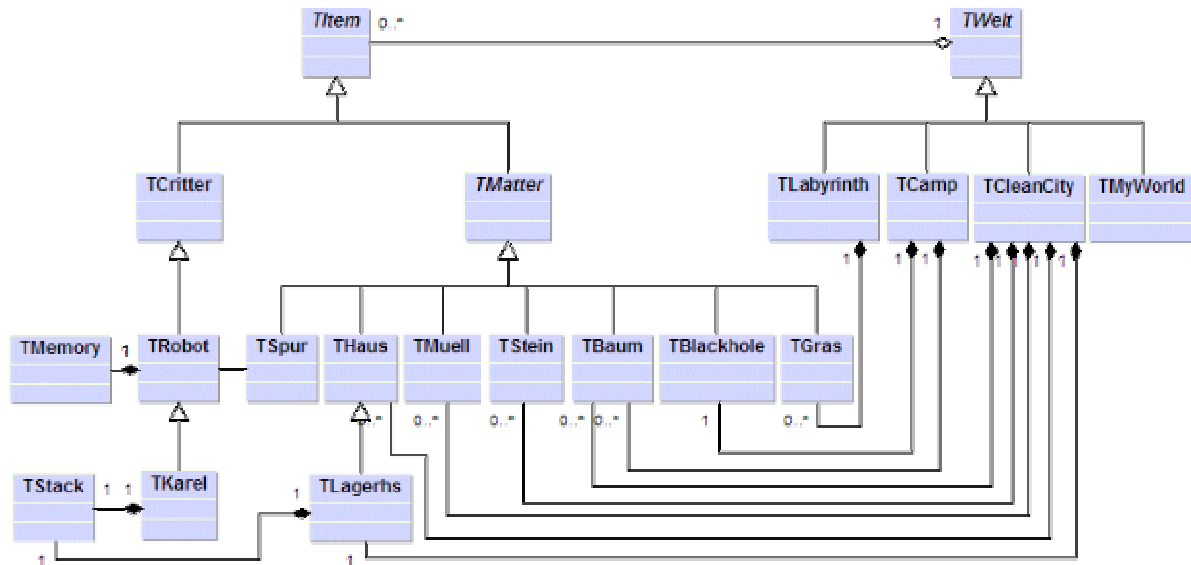 TItem 0..* 1 TWelt
TCritter TMatter TLabyrinth TCamp TCleanCity TMyWorld
1 1 1 1 1 1 1 1
TMemory 1 TRobot TSpur THaus TMuell TStein TBaum TBlackhole TGras
0..* 0..* 0..* 0..* 0..* 1 0..*
TStack 1 1 TKarel 1 TLagerhs
1 1